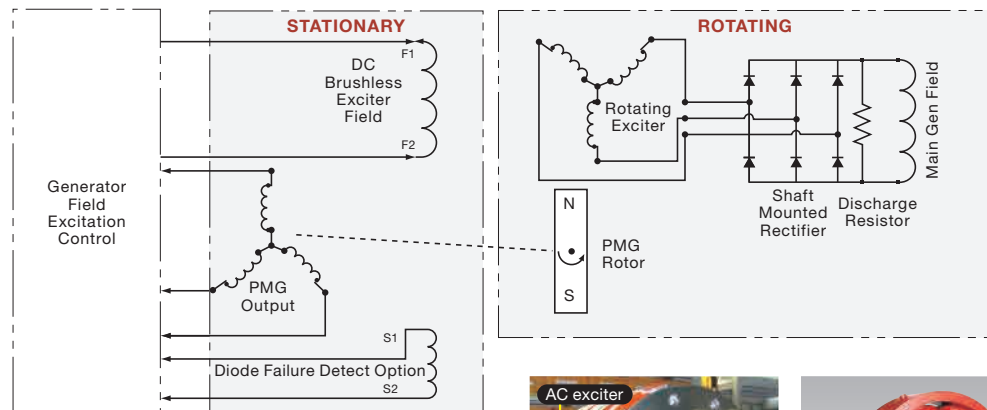 STATIONARY
ROTATING
F1
DC
Brushless
Exciter
Field
F2
Generator
Field
Excitation
Control
PMG
Output
S1
Diode Failure Detect Option
S2
Rotating
Exciter
Main Gen Field
Shaft
Mounted
Rectifier
Discharge
Resistor
N
PMG
Rotor
S
AC exciter